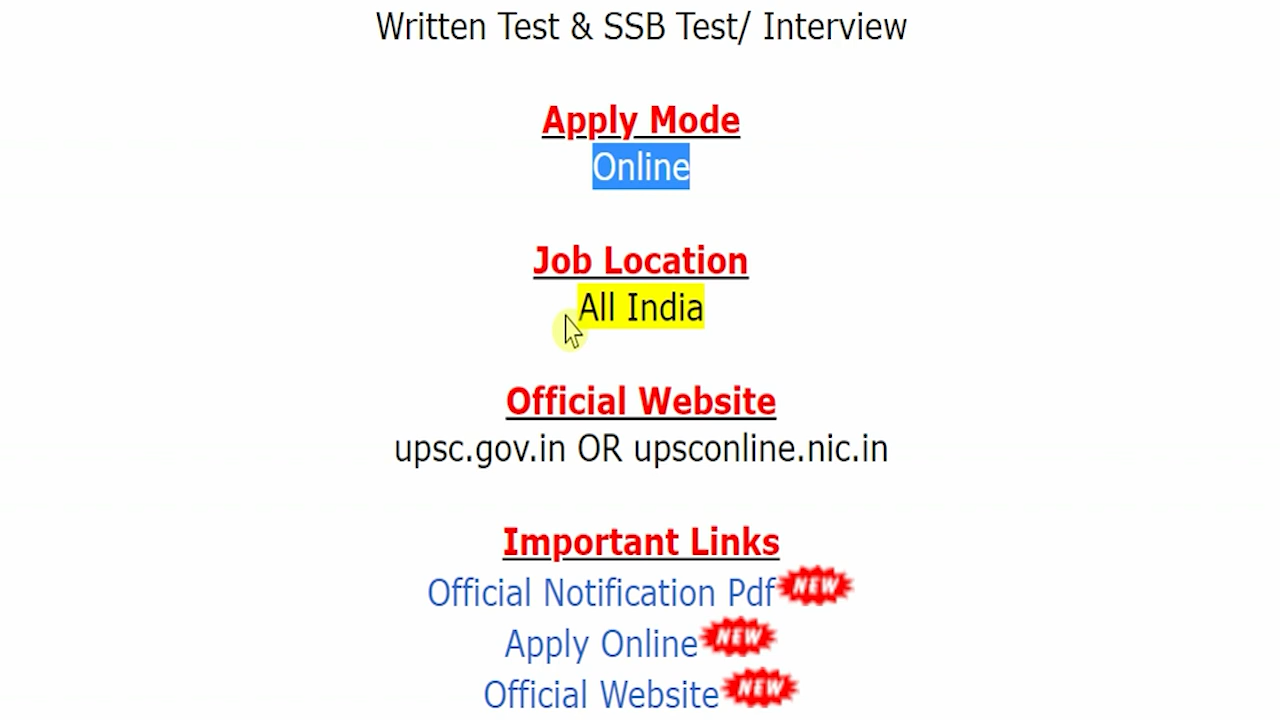 Written Test & SSB Test/ Interview
Apply Mode
Online
Job Location
All India
Official Website
upsc.gov.in OR upsconline.nic.in
Important Links
Official Notification Pdf NEW
Apply Online NEW
Official Website NEW